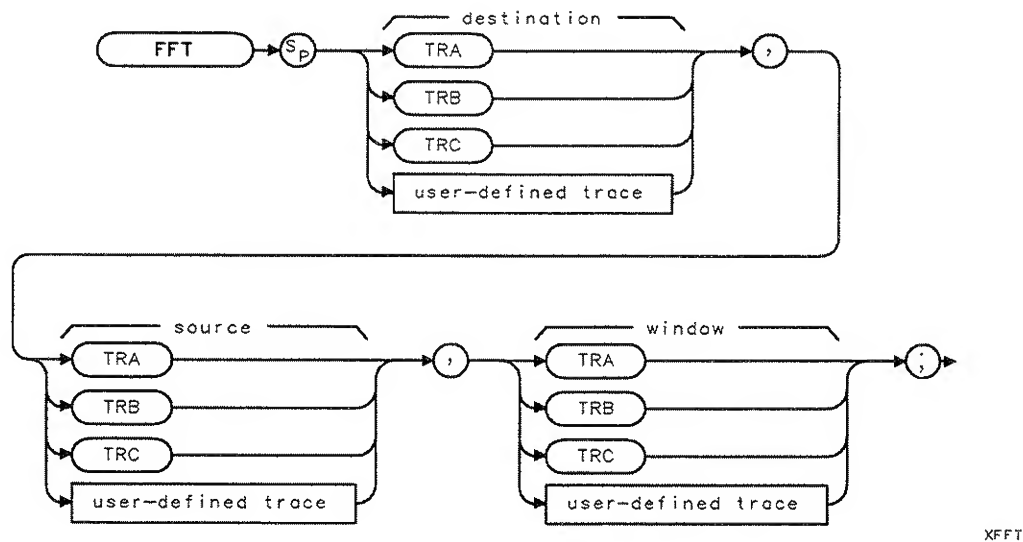 destination
FFT SP TRA ,
TRB
TRC
user-defined trace
source window
TRA , TRA ;
TRB TRB
TRC TRC
user-defined trace user-defined trace
XFFT